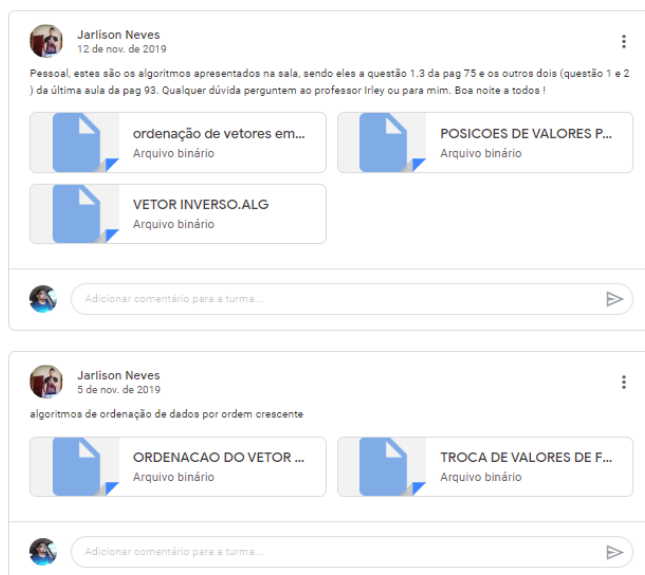 Jarlison Neves
12 de nov. de 2019
Pessoal, estes são os algoritmos apresentados na sala, sendo eles a questão 1.3 da pag 75 e os outros dois (questão 1 e 2
) da última aula da pag 93. Qualquer dúvida perguntem ao professor Irley ou para mim. Boa noite a todos !
ordenação de vetores em...
Arquivo binário
POSICOES DE VALORES P...
Arquivo binário
VETOR INVERSO.ALG
Arquivo binário
Adicionar comentário para a turma...
Jarlison Neves
5 de nov. de 2019
algoritmos de ordenação de dados por ordem crescente
ORDENACAO DO VETOR ...
Arquivo binário
TROCA DE VALORES DE F...
Arquivo binário
Adicionar comentário para a turma...